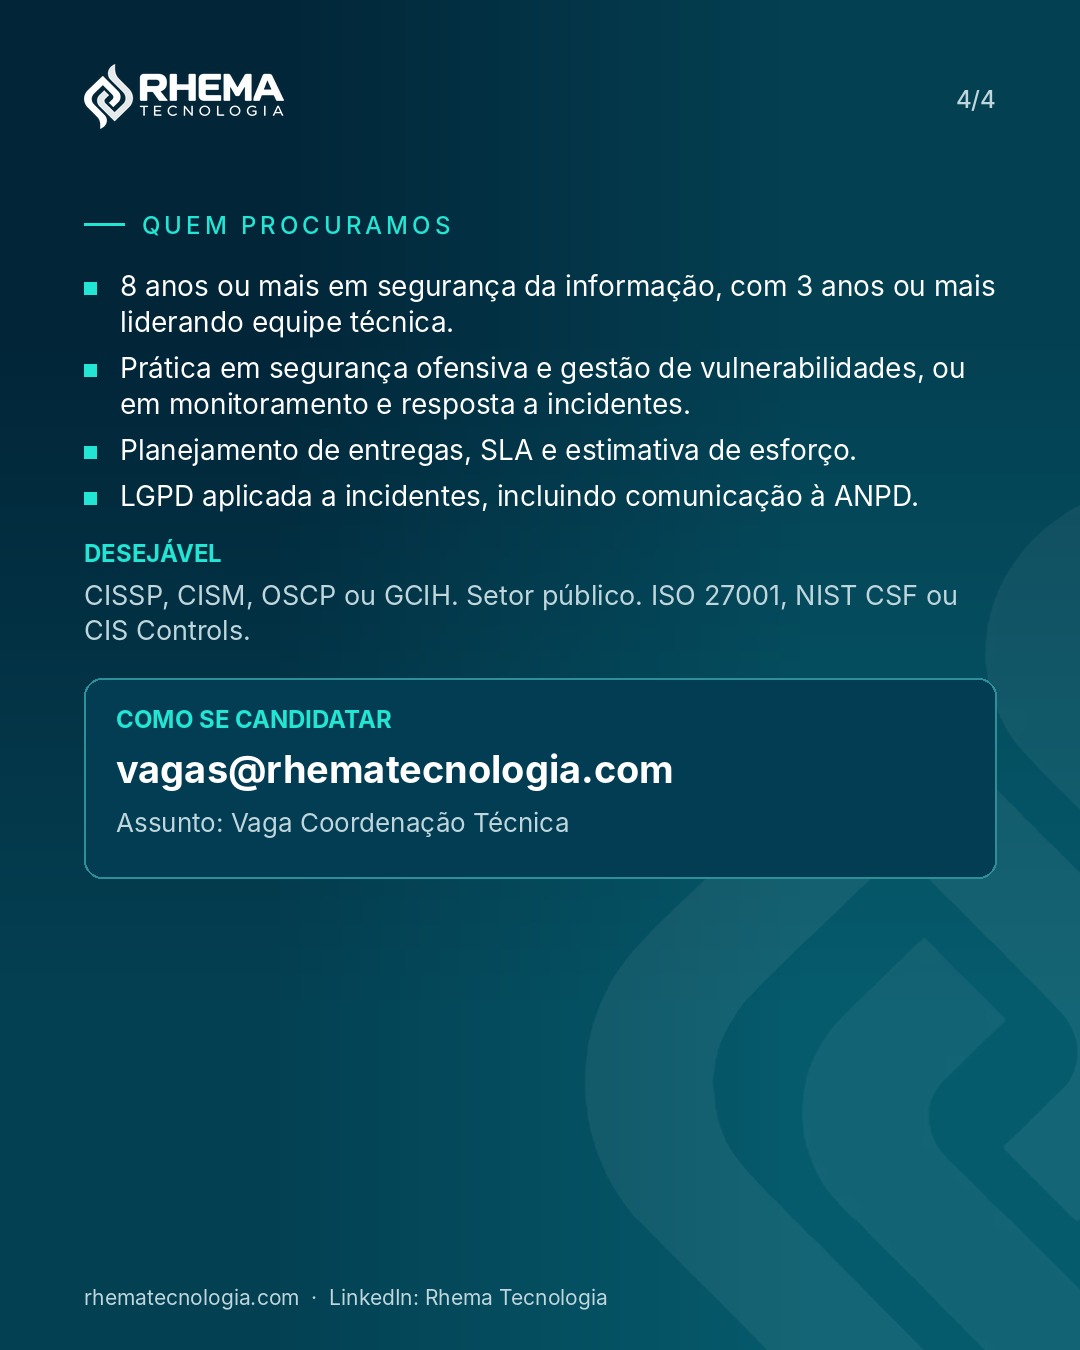 RHEMA
TECNOLOGIA
4/4
QUEM PROCURAMOS
8 anos ou mais em segurança da informação, com 3 anos ou mais
liderando equipe técnica.
Prática em segurança ofensiva e gestão de vulnerabilidades, ou
em monitoramento e resposta a incidentes.
Planejamento de entregas, SLA e estimativa de esforço.
LGPD aplicada a incidentes, incluindo comunicação à ANPD.
DESEJÁVEL
CISSP, CISM, OSCP ou GCIH. Setor público. ISO 27001, NIST CSF ou
CIS Controls.
COMO SE CANDIDATAR
vagas@rhematecnologia.com
Assunto: Vaga Coordenação Técnica
rhematecnologia.com · LinkedIn: Rhema Tecnologia